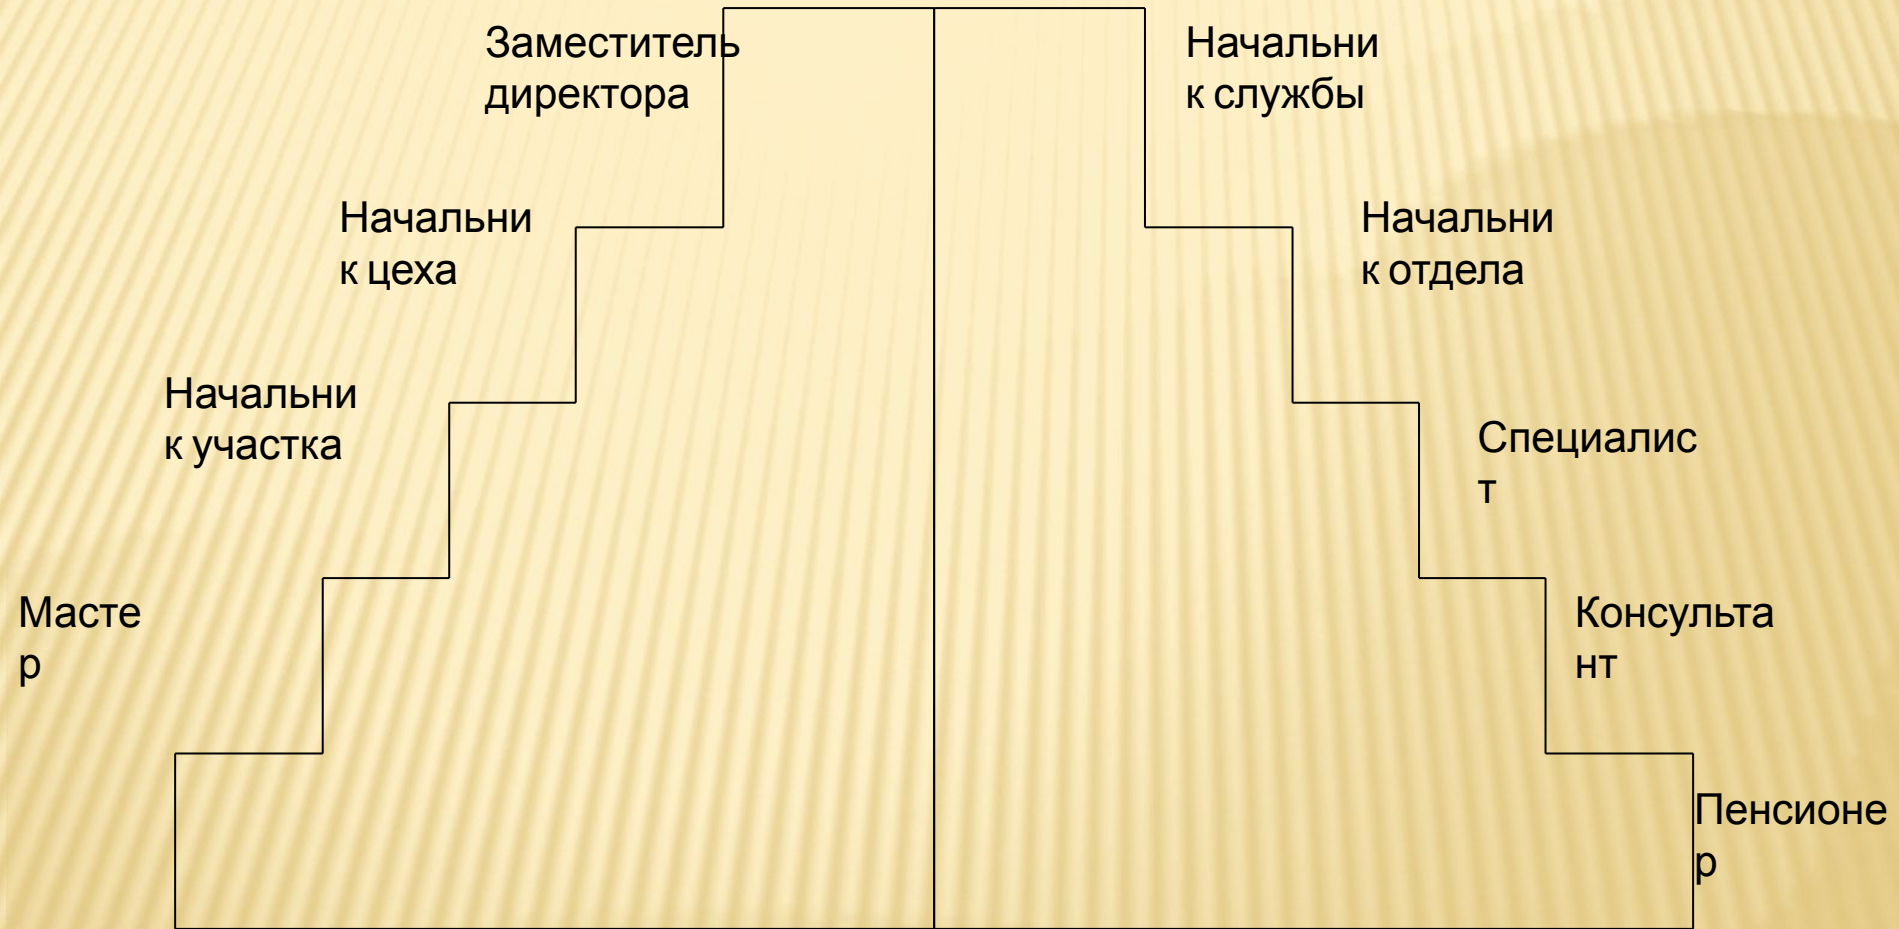 Заместитель
директора
Начальни
к службы
Начальни
к цеха
Начальни
к отдела
Начальни
к участка
Специалис
т
Масте
р
Консульта
нт
Пенсионе
р